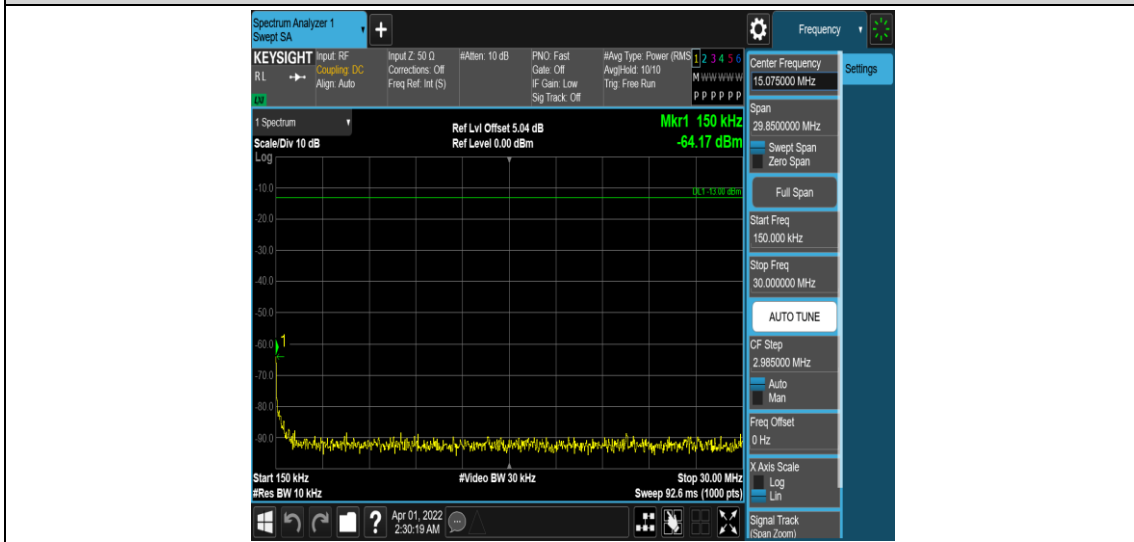 Spectrum Analyzer 1
Swept SA
+
Frequency
KEYSIGHT
RL
Input: RF
Coupling: DC
Align: Auto
Input Z: 50 Ω
Corrections: Off
Freq Ref: Int (S)
#Atten: 10 dB
PNO: Fast
Gate: Off
IF Gain: Low
Sig Track: Off
#Avg Type: Power (RMS
Avg|Hold: 10/10
Trig: Free Run
1 2 3 4 5 6
M W W W W W
P P P P P P
1 Spectrum
Scale/Div 10 dB
Log
Ref Lvl Offset 5.04 dB
Ref Level 0.00 dBm
Mkr1 150 kHz
-64.17 dBm
-10.0
DL1 -13.00 dBm
-20.0
-30.0
-40.0
-50.0
-60.0
1
-70.0
-80.0
-90.0
Start 150 kHz
#Video BW 30 kHz
Stop 30.00 MHz
#Res BW 10 kHz
Sweep 92.6 ms (1000 pts)
?
Apr 01, 2022
2:30:19 AM
Center Frequency
15.075000 MHz
Settings
Span
29.8500000 MHz
Swept Span
Zero Span
Full Span
Start Freq
150.000 kHz
Stop Freq
30.000000 MHz
AUTO TUNE
CF Step
2.985000 MHz
Auto
Man
Freq Offset
0 Hz
X Axis Scale
Log
Lin
Signal Track
(Span Zoom)